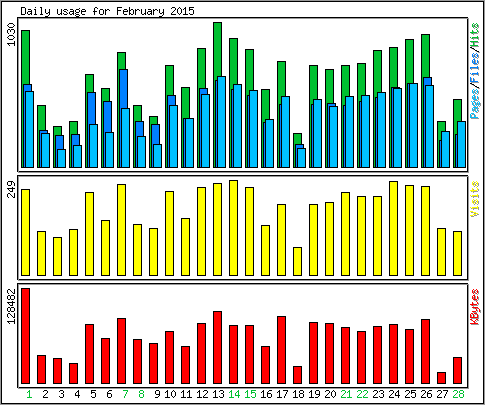 Daily usage for February 2015
1030
Pages/Files/Hits
249
Visits
128482
KBytes
1 2 3 4 5 6 7 8 9 10 11 12 13 14 15 16 17 18 19 20 21 22 23 24 25 26 27 28